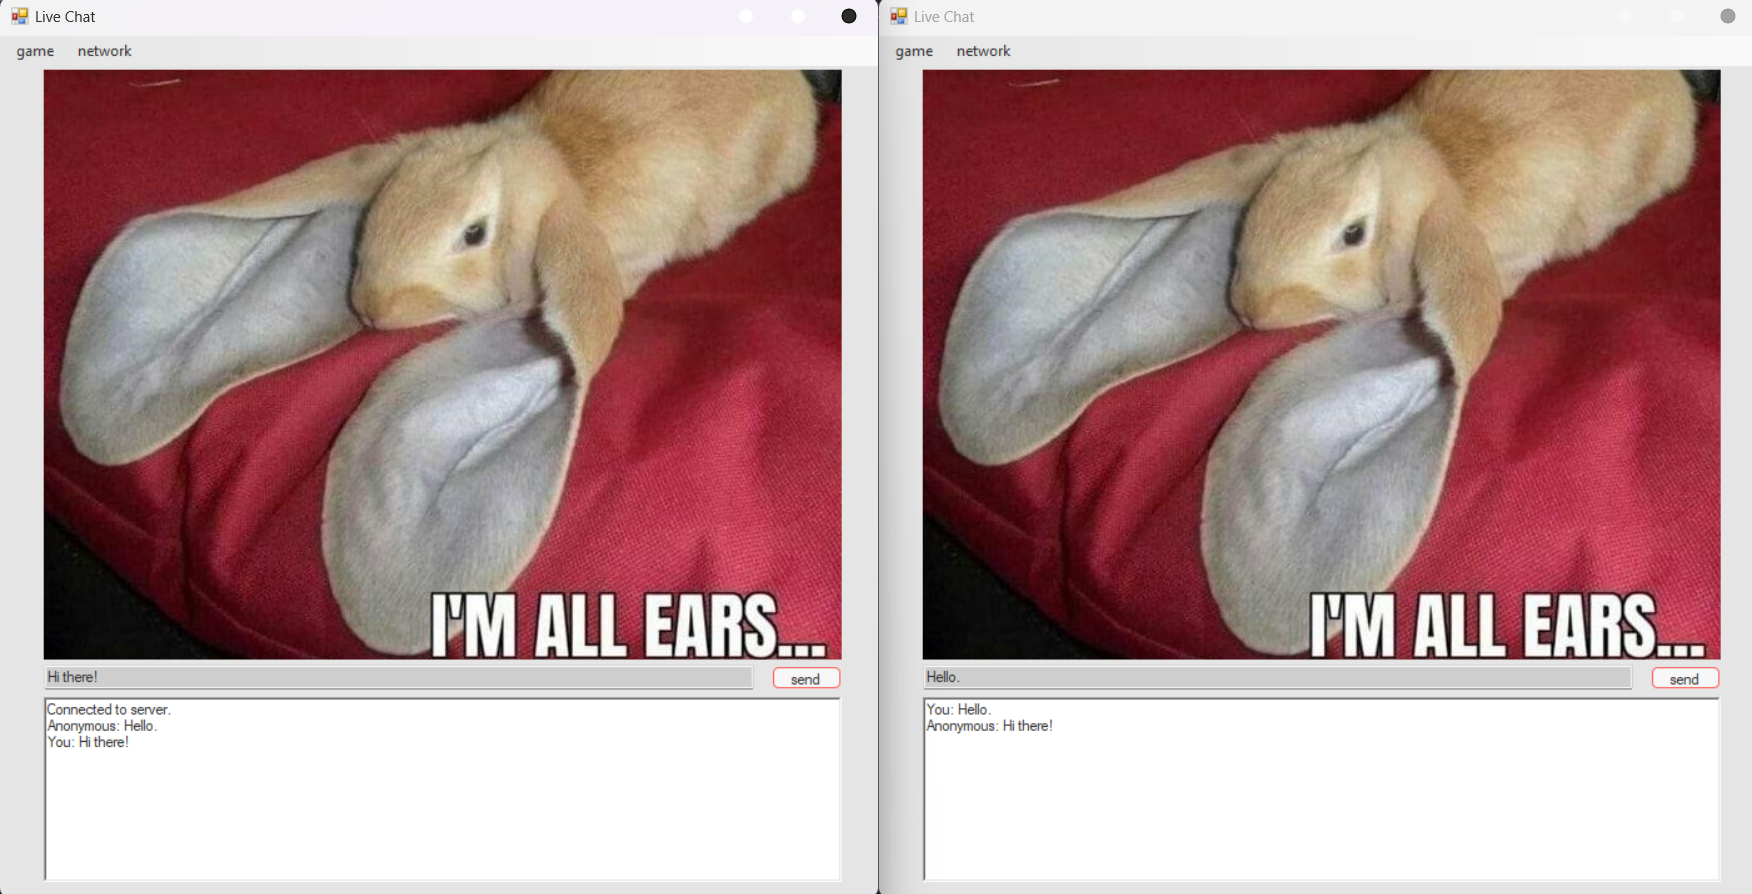 Live Chat
game network
I'M ALL EARS...
Hi there!
send
Connected to server.
Anonymous: Hello.
You: Hi there!
Live Chat
game network
I'M ALL EARS...
Hello.
send
You: Hello.
Anonymous: Hi there!